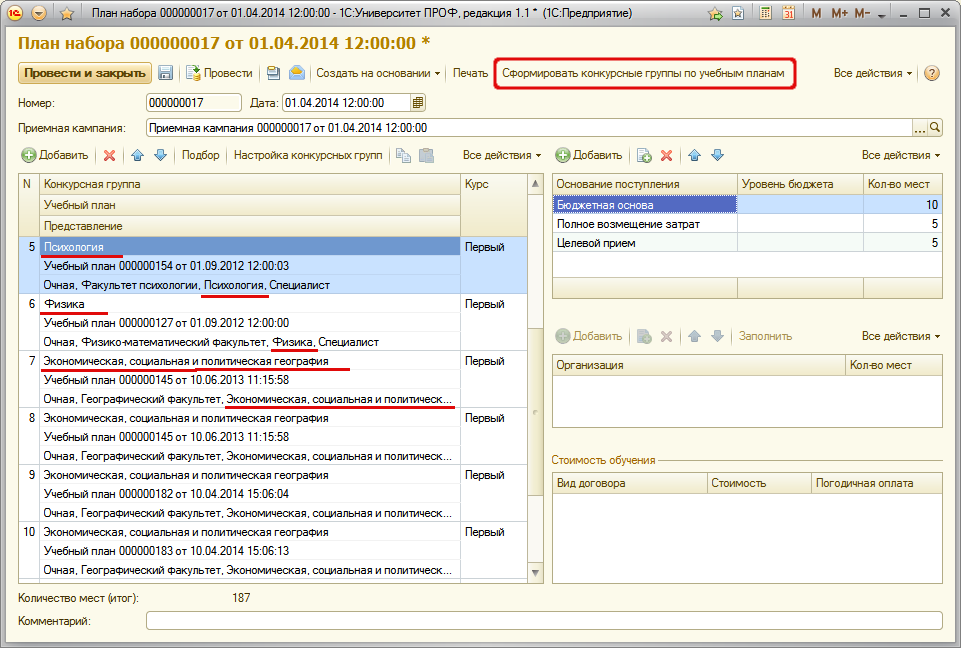 План набора 000000017 от 01.04.2014 12:00:00 - 1С:Университет ПРОФ, редакция 1.1 * (1С:Предприятие)
M M+ M-
План набора 000000017 от 01.04.2014 12:00:00 *
Провести и закрыть Провести Создать на основании Печать Сформировать конкурсные группы по учебным планам Все действия ?
Номер: 000000017 Дата: 01.04.2014 12:00:00
Приемная кампания: Приемная кампания 000000017 от 01.04.2014 12:00:00 ...
Добавить Подбор Настройка конкурсных групп Все действия
N Конкурсная группа Курс
Учебный план
Представление
5 Психология Первый
Учебный план 000000154 от 01.09.2012 12:00:03
Очная, Факультет психологии, Психология, Специалист
6 Физика Первый
Учебный план 000000127 от 01.09.2012 12:00:00
Очная, Физико-математический факультет, Физика, Специалист
7 Экономическая, социальная и политическая география Первый
Учебный план 000000145 от 10.06.2013 11:15:58
Очная, Географический факультет, Экономическая, социальная и политическ...
8 Экономическая, социальная и политическая география Первый
Учебный план 000000145 от 10.06.2013 11:15:58
Очная, Географический факультет, Экономическая, социальная и политическ...
9 Экономическая, социальная и политическая география Первый
Учебный план 000000182 от 10.04.2014 15:06:04
Очная, Географический факультет, Экономическая, социальная и политическ...
10 Экономическая, социальная и политическая география Первый
Учебный план 000000183 от 10.04.2014 15:06:13
Очная, Географический факультет, Экономическая, социальная и политическ...
Добавить Все действия
Основание поступления Уровень бюджета Кол-во мест
Бюджетная основа 10
Полное возмещение затрат 5
Целевой прием 5
Добавить Заполнить Все действия
Организация Кол-во мест
Стоимость обучения
Вид договора Стоимость Погодичная оплата
Количество мест (итог): 187
Комментарий: